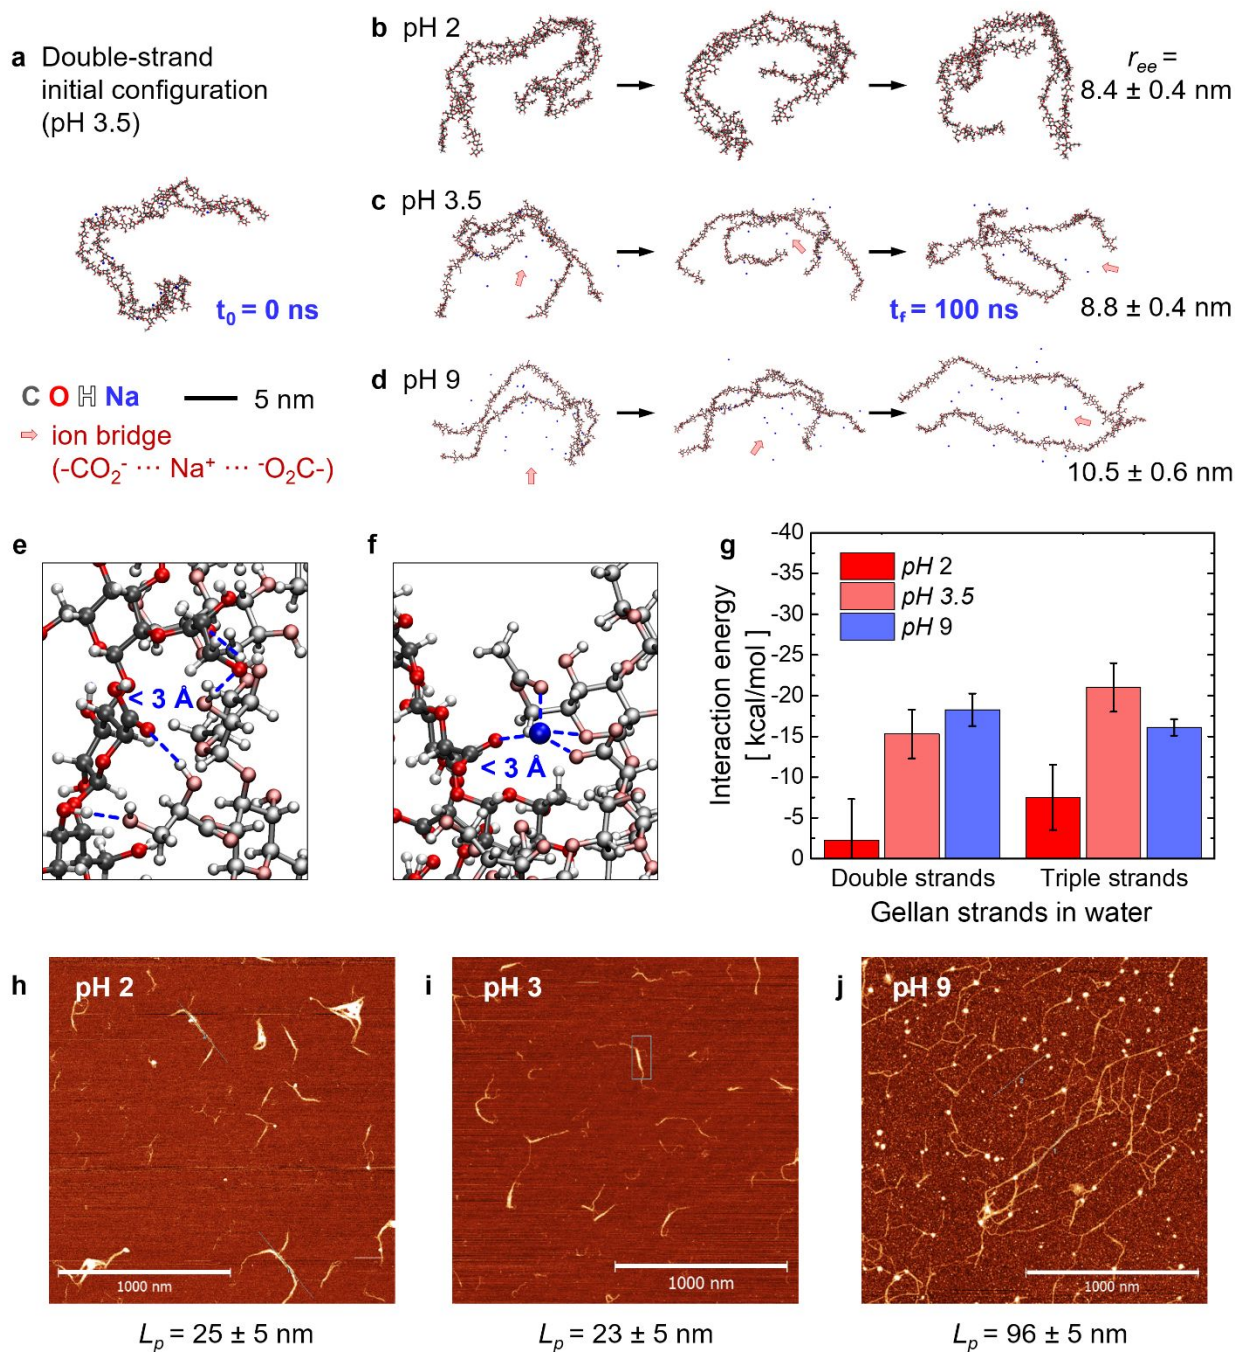 a Double-strand
initial configuration
(pH 3.5)
t₀ = 0 ns
C O H Na
5 nm
ion bridge
(-CO₂⁻ ··· Na⁺ ··· ⁻O₂C-)
b pH 2
r_ee =
8.4 ± 0.4 nm
c pH 3.5
t_f = 100 ns
8.8 ± 0.4 nm
d pH 9
10.5 ± 0.6 nm
e
< 3 Å
f
< 3 Å
g
Interaction energy
[ kcal/mol ]
-40
-35
-30
-25
-20
-15
-10
-5
0
pH 2
pH 3.5
pH 9
Double strands
Triple strands
Gellan strands in water
h pH 2
1000 nm
L_p = 25 ± 5 nm
i pH 3
1000 nm
L_p = 23 ± 5 nm
j pH 9
1000 nm
L_p = 96 ± 5 nm